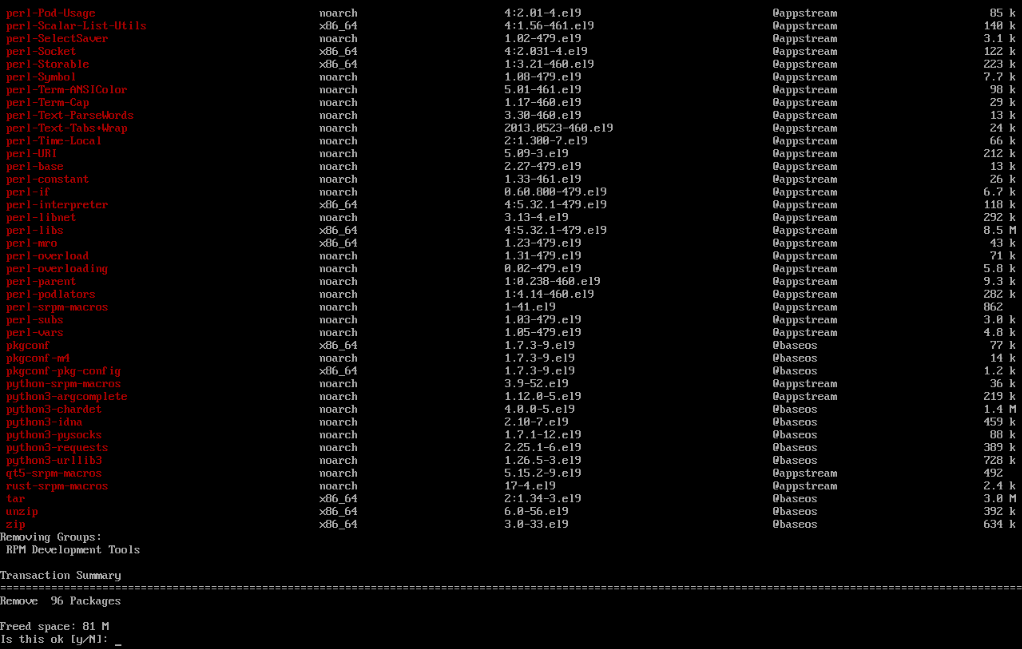 perl-Pod-Usage noarch 4:2.01-4.el9 @appstream 85 k
perl-Scalar-List-Utils x86_64 4:1.56-461.el9 @appstream 140 k
perl-SelectSaver noarch 1.02-479.el9 @appstream 3.1 k
perl-Socket x86_64 4:2.031-4.el9 @appstream 122 k
perl-Storable x86_64 1:3.21-460.el9 @appstream 223 k
perl-Symbol noarch 1.08-479.el9 @appstream 7.7 k
perl-Term-ANSIColor noarch 5.01-461.el9 @appstream 98 k
perl-Term-Cap noarch 1.17-460.el9 @appstream 29 k
perl-Text-ParseWords noarch 3.30-460.el9 @appstream 13 k
perl-Text-Tabs+Wrap noarch 2013.0523-460.el9 @appstream 24 k
perl-Time-Local noarch 2:1.300-7.el9 @appstream 66 k
perl-URI noarch 5.09-3.el9 @appstream 212 k
perl-base noarch 2.27-479.el9 @appstream 13 k
perl-constant noarch 1.33-461.el9 @appstream 26 k
perl-if noarch 0.60.800-479.el9 @appstream 6.7 k
perl-interpreter x86_64 4:5.32.1-479.el9 @appstream 118 k
perl-libnet noarch 3.13-4.el9 @appstream 292 k
perl-libs x86_64 4:5.32.1-479.el9 @appstream 8.5 M
perl-mro x86_64 1.23-479.el9 @appstream 43 k
perl-overload noarch 1.31-479.el9 @appstream 71 k
perl-overloading noarch 0.02-479.el9 @appstream 5.8 k
perl-parent noarch 1:0.238-460.el9 @appstream 9.3 k
perl-podlators noarch 1:4.14-460.el9 @appstream 282 k
perl-srpm-macros noarch 1-41.el9 @appstream 862
perl-subs noarch 1.03-479.el9 @appstream 3.0 k
perl-vars noarch 1.05-479.el9 @appstream 4.8 k
pkgconf x86_64 1.7.3-9.el9 @baseos 77 k
pkgconf-m4 noarch 1.7.3-9.el9 @baseos 14 k
pkgconf-pkg-config x86_64 1.7.3-9.el9 @baseos 1.2 k
python-srpm-macros noarch 3.9-52.el9 @appstream 36 k
python3-argcomplete noarch 1.12.0-5.el9 @appstream 219 k
python3-chardet noarch 4.0.0-5.el9 @baseos 1.4 M
python3-idna noarch 2.10-7.el9 @baseos 459 k
python3-pysocks noarch 1.7.1-12.el9 @baseos 88 k
python3-requests noarch 2.25.1-6.el9 @baseos 389 k
python3-urllib3 noarch 1.26.5-3.el9 @baseos 728 k
qt5-srpm-macros noarch 5.15.2-9.el9 @appstream 492
rust-srpm-macros noarch 17-4.el9 @appstream 2.4 k
tar x86_64 2:1.34-3.el9 @baseos 3.0 M
unzip x86_64 6.0-56.el9 @baseos 392 k
zip x86_64 3.0-33.el9 @baseos 634 k
Removing Groups:
RPM Development Tools
Transaction Summary
================================================================================
Remove 96 Packages
Freed space: 81 M
Is this ok [y/N]: _